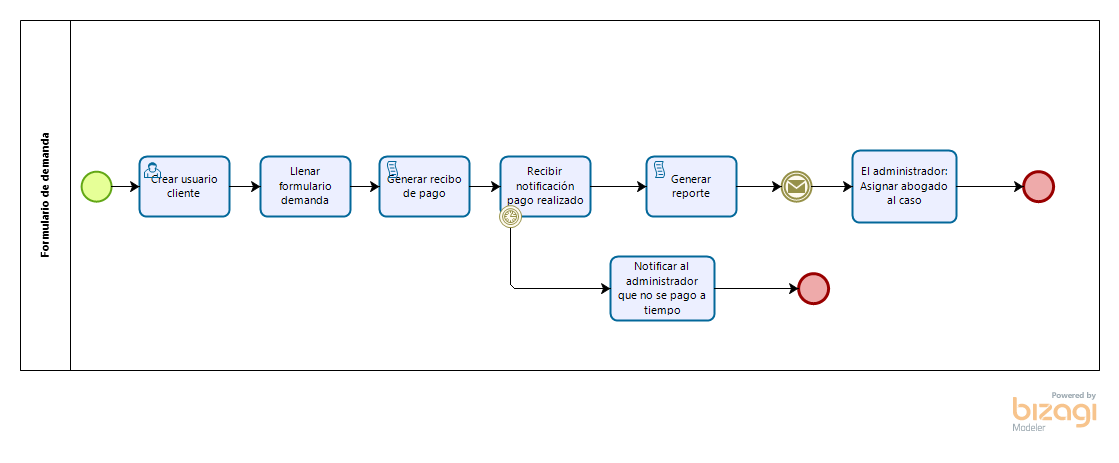 Formulario de demanda
Crear usuario
cliente
Llenar
formulario
demanda
Generar recibo
de pago
Recibir
notificación
pago realizado
Generar
reporte
El administrador:
Asignar abogado
al caso
Notificar al
administrador
que no se pago a
tiempo
Powered by
bizagi
Modeler